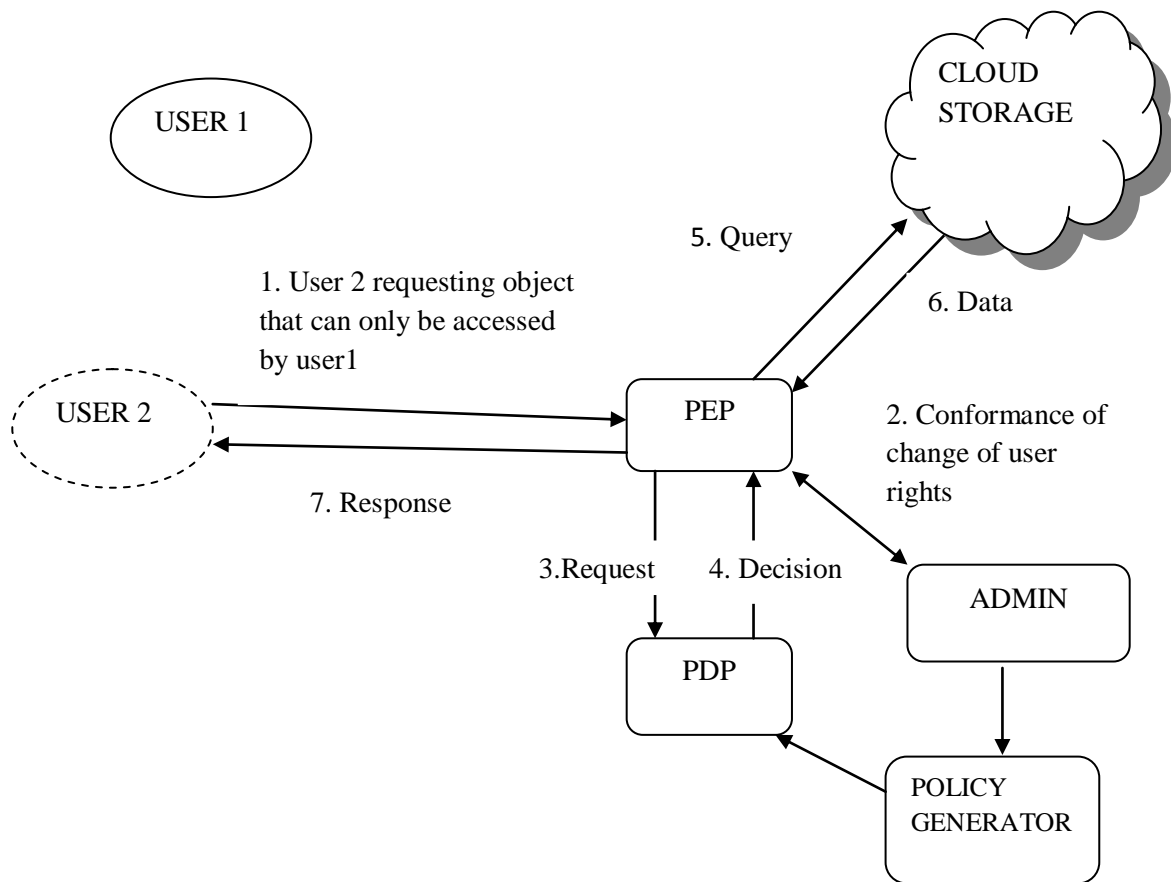 CLOUD
STORAGE
USER 1
5. Query
1. User 2 requesting object
that can only be accessed
by user1
6. Data
USER 2
PEP
2. Conformance of
change of user
rights
7. Response
3.Request
4. Decision
ADMIN
PDP
POLICY
GENERATOR